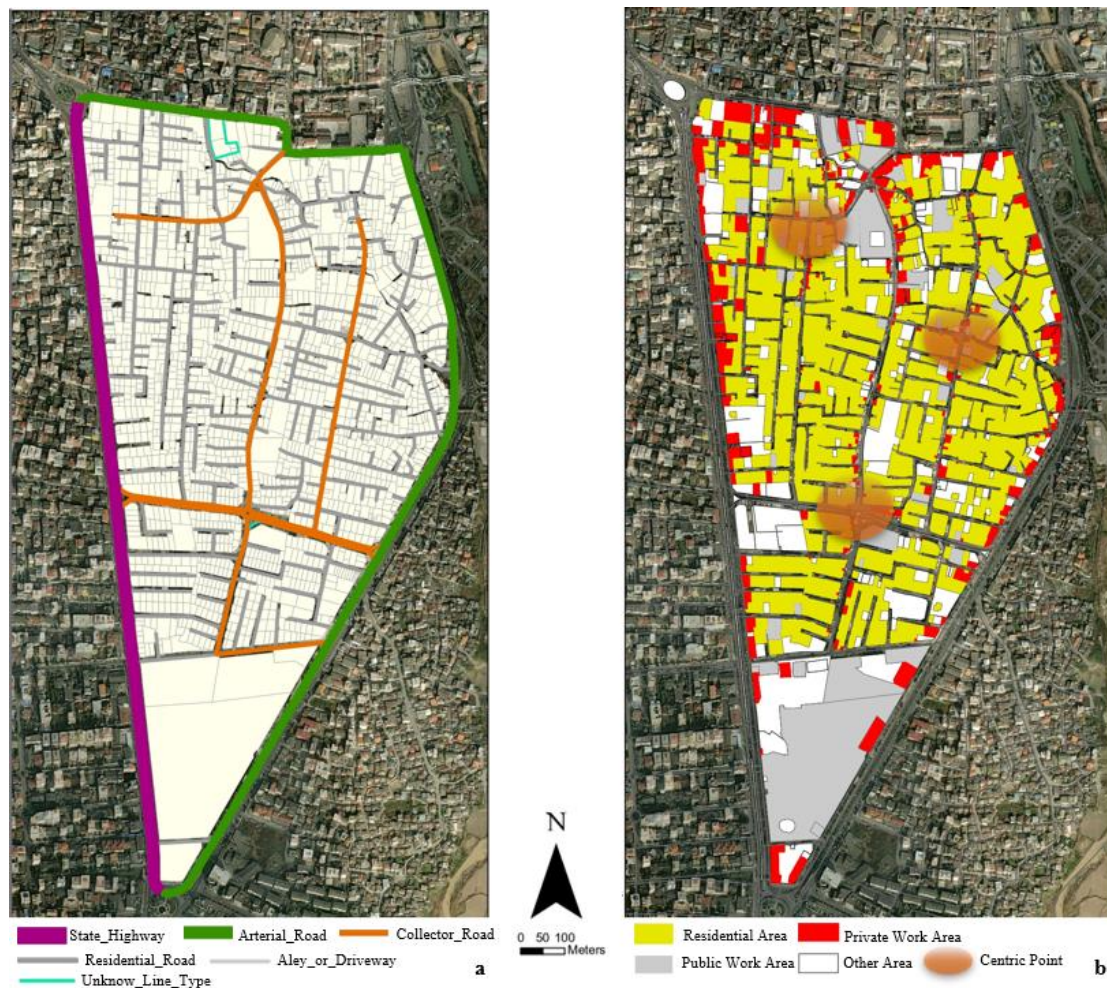 N
0 50 100
Meters
State_Highway Arterial_Road Collector_Road
Residential_Road Aley_or_Driveway
Unknow_Line_Type
a
Residential Area Private Work Area
Public Work Area Other Area Centric Point
b